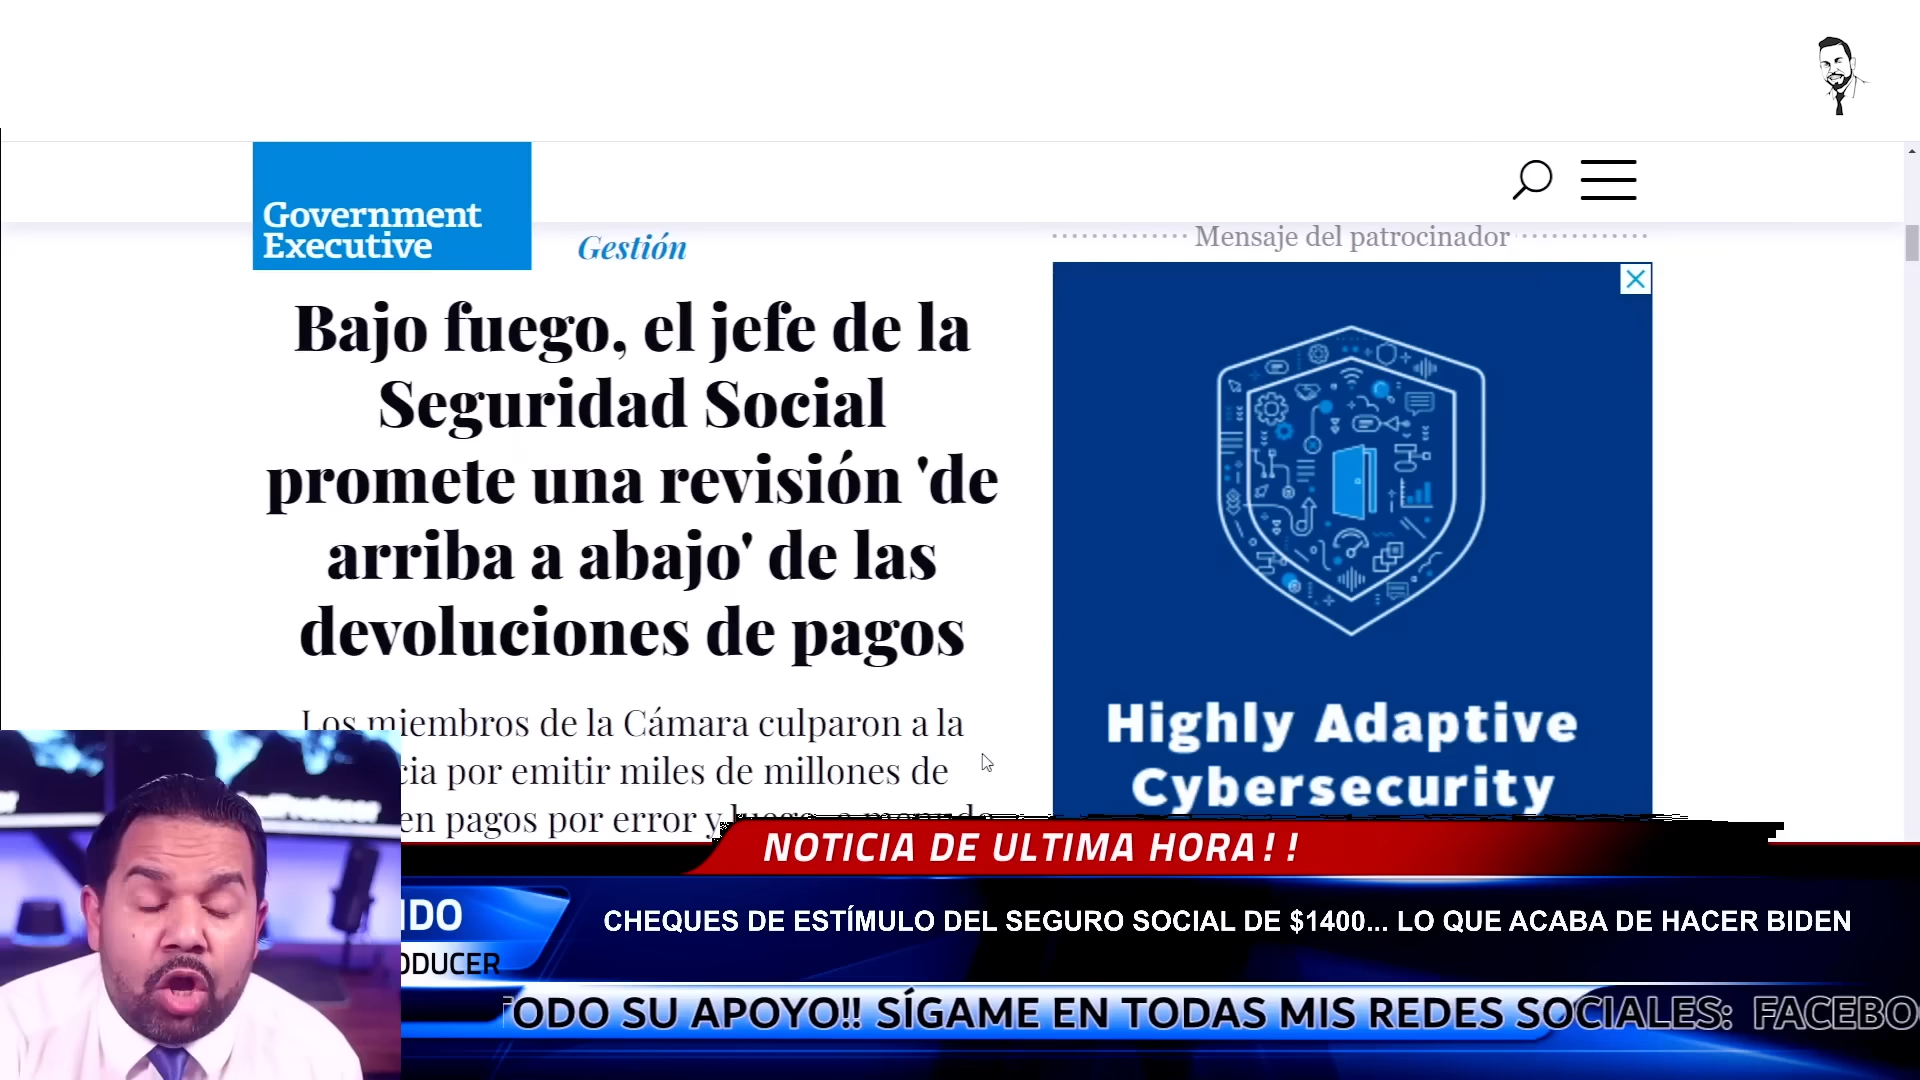 Government
Executive
Gestión
Mensaje del patrocinador
Bajo fuego, el jefe de la
Seguridad Social
promete una revisión 'de
arriba a abajo' de las
devoluciones de pagos
Los miembros de la Cámara culparon a la
cia por emitir miles de millones de
en pagos por error y luego, a menudo
Highly Adaptive
Cybersecurity
NOTICIA DE ULTIMA HORA!!
IDO
ODUCER
CHEQUES DE ESTÍMULO DEL SEGURO SOCIAL DE $1400... LO QUE ACABA DE HACER BIDEN
TODO SU APOYO!! SÍGAME EN TODAS MIS REDES SOCIALES: FACEBO